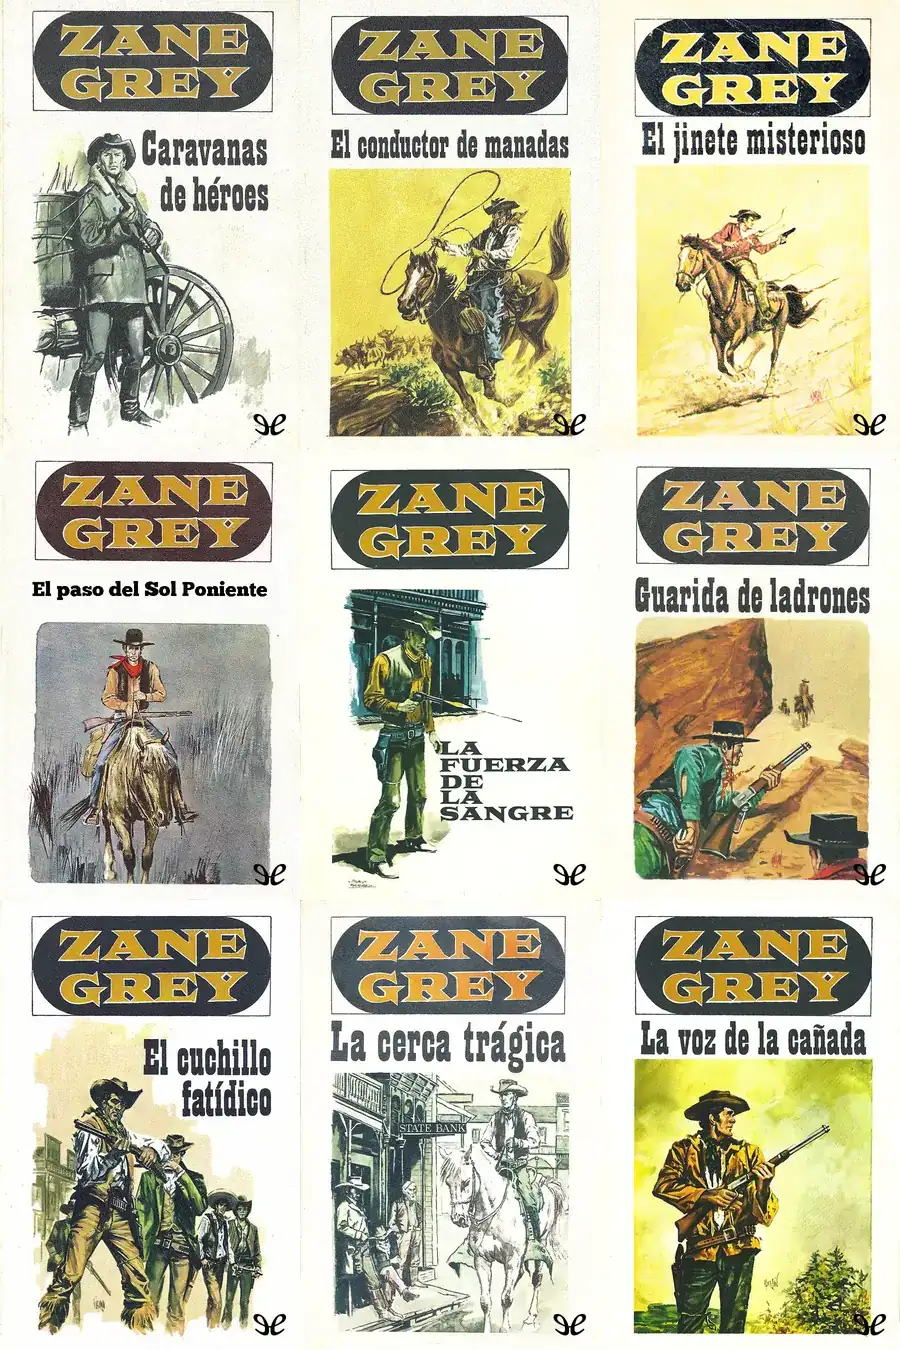 ZANE
GREY
Caravanas
de héroes
ZANE
GREY
El conductor de manadas
ZANE
GREY
El jinete misterioso
ZANE
GREY
El paso del Sol Poniente
ZANE
GREY
LA
FUERZA
DE
LA
SANGRE
ZANE
GREY
Guarida de ladrones
ZANE
GREY
El cuchillo
fatídico
ZANE
GREY
La cerca trágica
STATE BANK
ZANE
GREY
La voz de la cañada